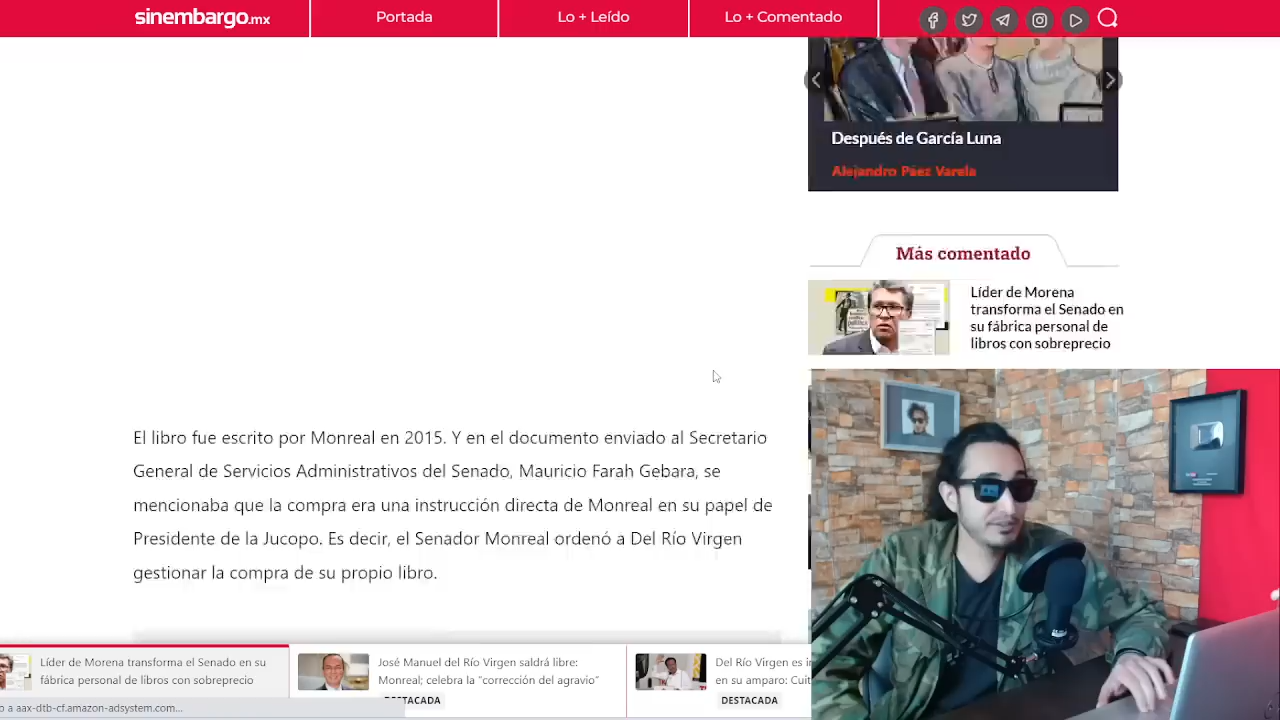 sinembargo.mx
Portada
Lo + Leído
Lo + Comentado
Después de García Luna
Alejandro Páez Varela
Más comentado
Líder de Morena
transforma el Senado en
su fábrica personal de
libros con sobreprecio
El libro fue escrito por Monreal en 2015. Y en el documento enviado al Secretario
General de Servicios Administrativos del Senado, Mauricio Farah Gebara, se
mencionaba que la compra era una instrucción directa de Monreal en su papel de
Presidente de la Jucopo. Es decir, el Senador Monreal ordenó a Del Río Virgen
gestionar la compra de su propio libro.
Líder de Morena transforma el Senado en su
fábrica personal de libros con sobreprecio
José Manuel del Río Virgen saldrá libre:
Monreal; celebra la “corrección del agravio”
DESTACADA
Del Río Virgen es i
en su amparo: Cuit
DESTACADA
o a aax-dtb-cf.amazon-adsystem.com...